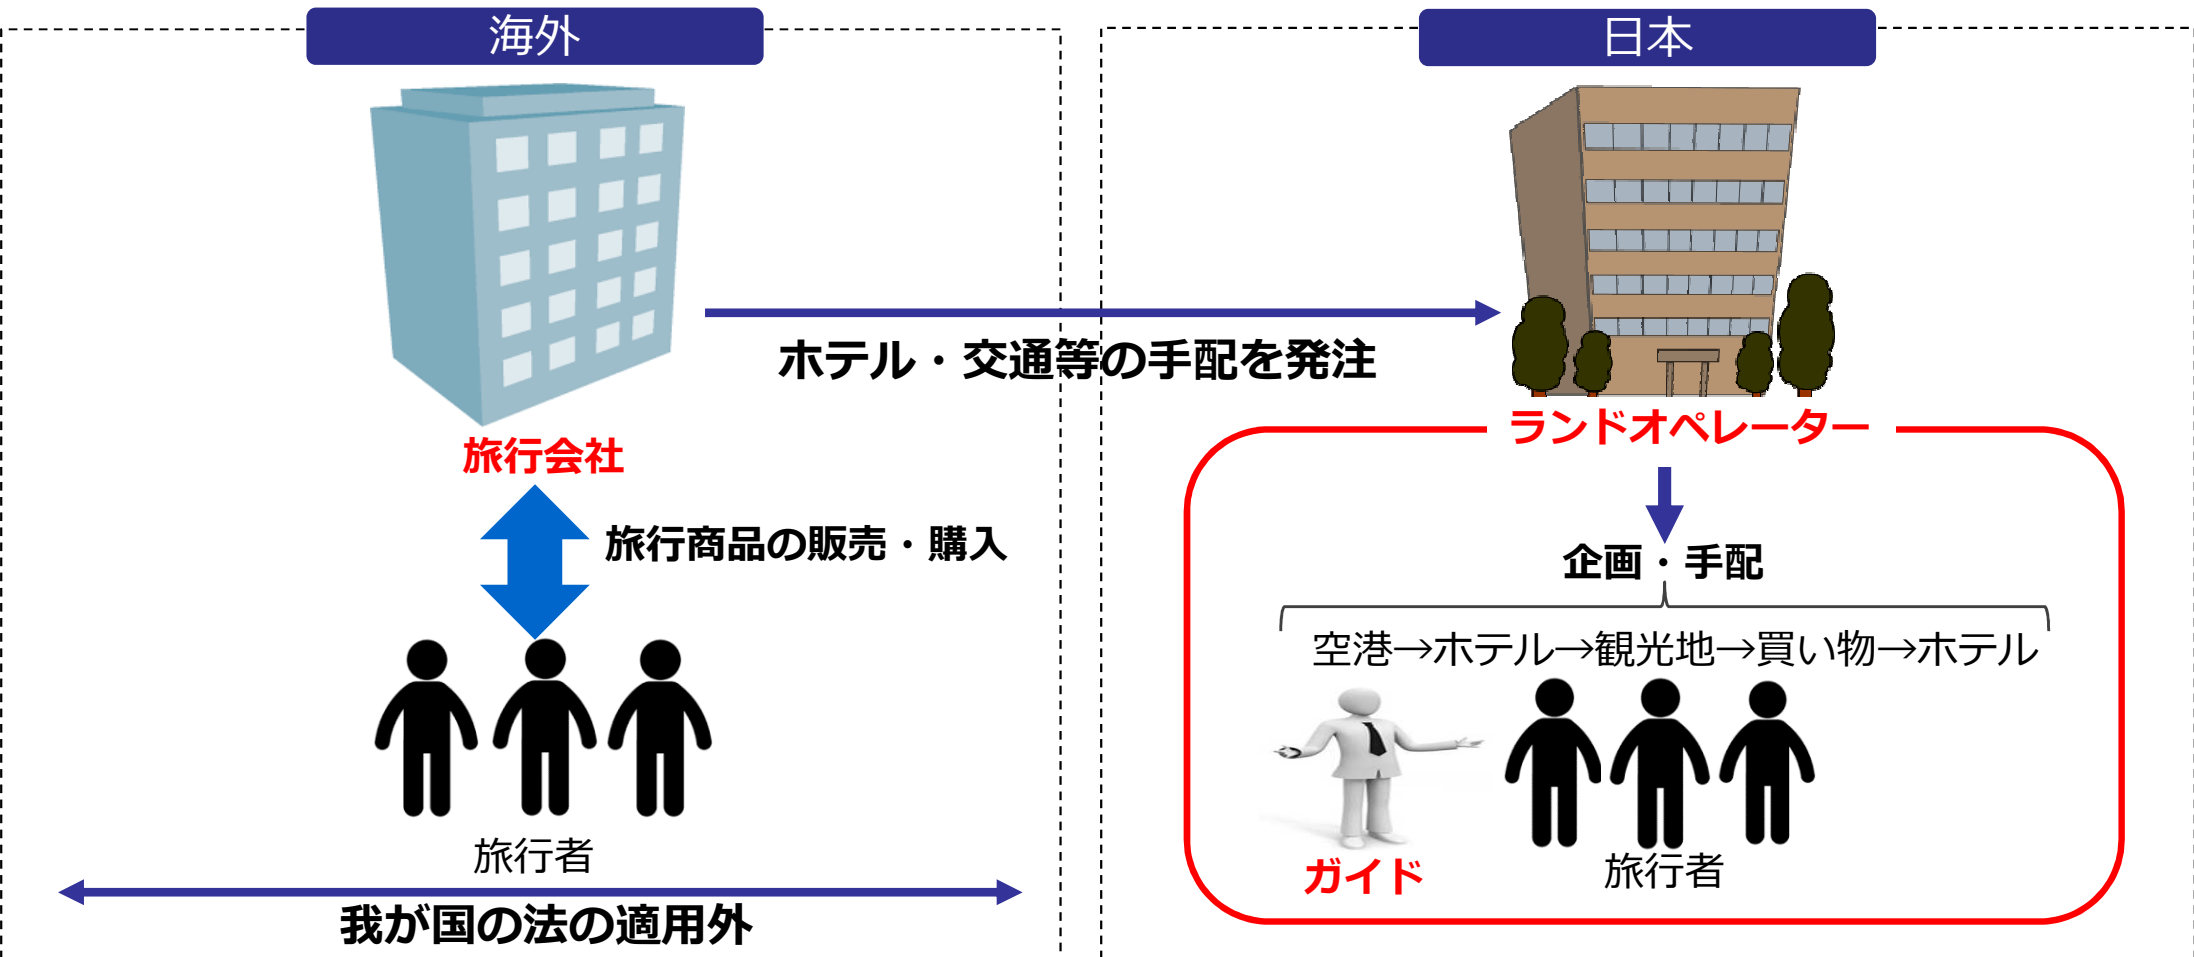 海外
日本
ホテル・交通等の手配を発注
旅行会社
ランドオペレーター
旅行商品の販売・購入
企画・手配
空港→ホテル→観光地→買い物→ホテル
旅行者
ガイド
旅行者
我が国の法の適用外